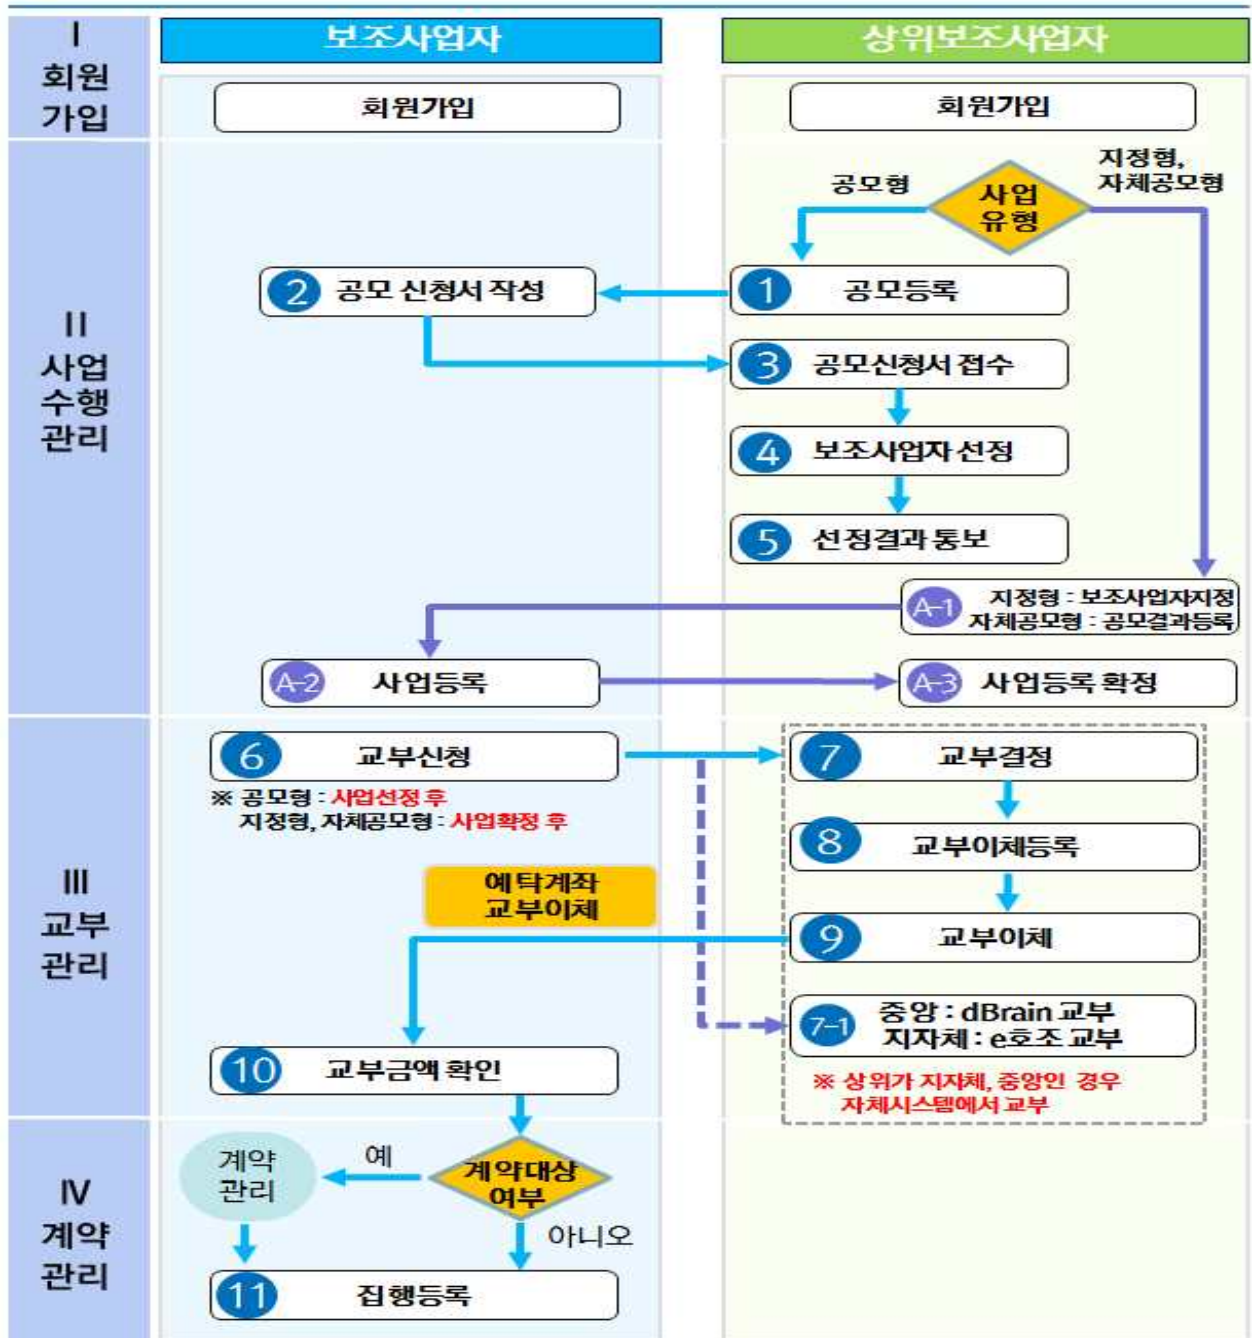 Ⅰ
회원
가입
보조사업자
상위보조사업자
회원가입
회원가입
Ⅱ
사업
수행
관리
공모형
사업
유형
지정형,
자체공모형
2 공모 신청서 작성
1 공모등록
3 공모신청서 접수
4 보조사업자 선정
5 선정결과 통보
A-1 지정형 : 보조사업자지정
자체공모형 : 공모결과등록
A-2 사업등록
A-3 사업등록 확정
Ⅲ
교부
관리
6 교부신청
※ 공모형 : 사업선정 후
지정형, 자체공모형 : 사업확정 후
7 교부결정
8 교부이체등록
예탁계좌
교부이체
9 교부이체
7-1 중앙 : dBrain 교부
지자체 : e호조 교부
※ 상위가 지자체, 중앙인 경우
자체시스템에서 교부
10 교부금액 확인
Ⅳ
계약
관리
계약
관리
예
계약대상
여부
아니오
11 집행등록